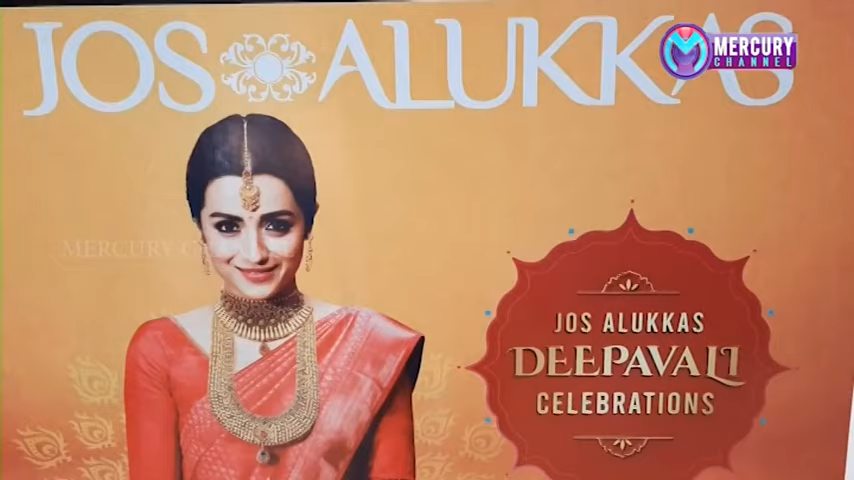 JOS ALUKKAS
MERCURY
CHANNEL
MERCURY
JOS ALUKKAS
DEEPAVALI
CELEBRATIONS